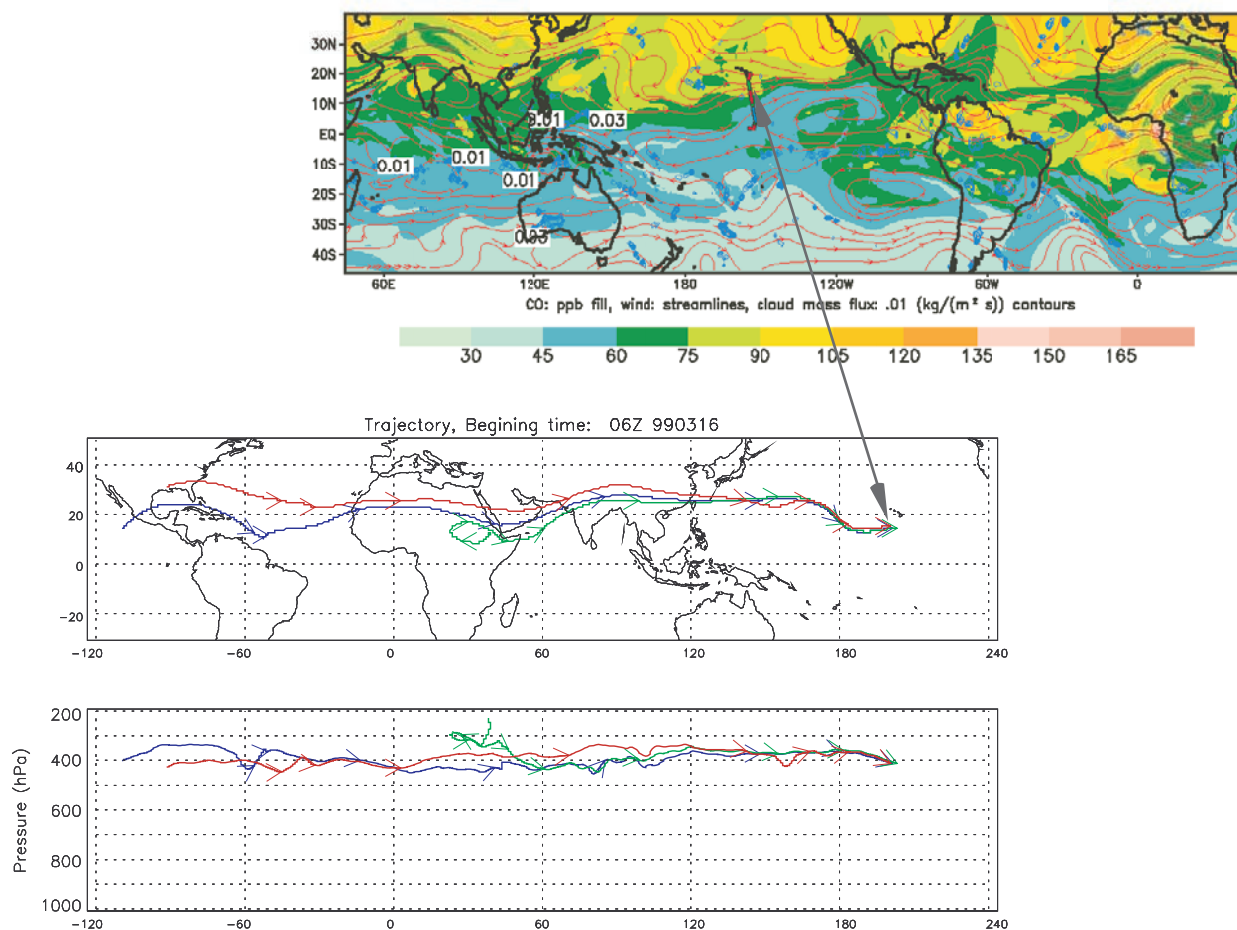 30N
20N
10N
EQ
10S
20S
30S
40S
0.01
0.03
0.01
0.01
0.01
0.03
60E
120E
180
120W
60W
0
CO: ppb fill, wind: streamlines, cloud mass flux: .01 (kg/(m² s)) contours
30 45 60 75 90 105 120 135 150 165
Trajectory, Begining time: 06Z 990316
40
20
0
-20
-120 -60 0 60 120 180 240
Pressure (hPa)
200
400
600
800
1000
-120 -60 0 60 120 180 240